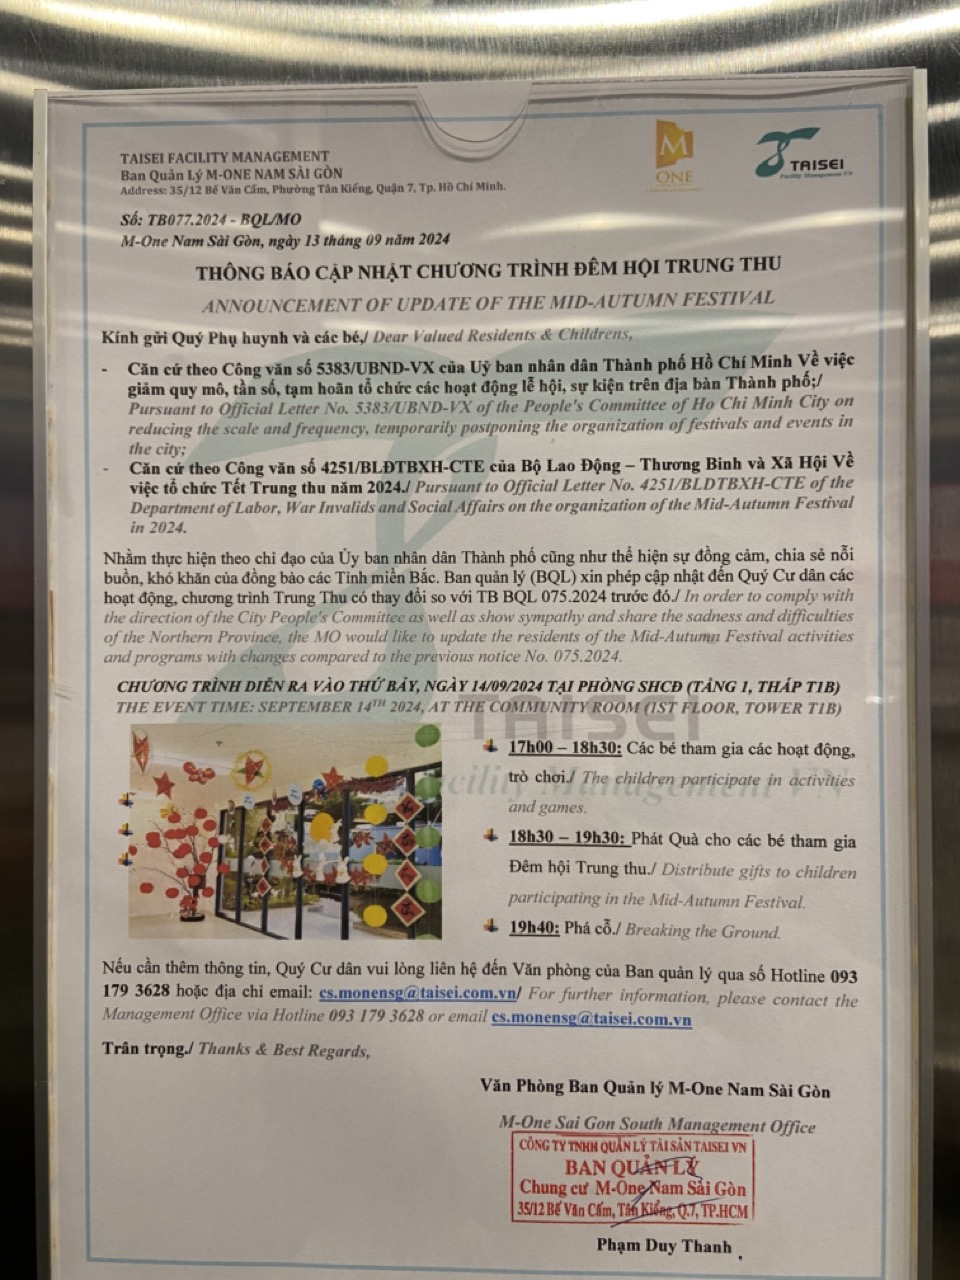 TAISEI FACILITY MANAGEMENT
Ban Quản Lý M-ONE NAM SÀI GÒN
Address: 35/12 Bế Văn Cấm, Phường Tân Kiểng, Quận 7, Tp. Hồ Chí Minh.
M
ONE
TAISEI
Facility Management VN
Số: TB077.2024 - BQL/MO
M-One Nam Sài Gòn, ngày 13 tháng 09 năm 2024
THÔNG BÁO CẬP NHẬT CHƯƠNG TRÌNH ĐÊM HỘI TRUNG THU
ANNOUNCEMENT OF UPDATE OF THE MID-AUTUMN FESTIVAL
Kính gửi Quý Phụ huynh và các bé,/ Dear Valued Residents & Childrens,
- Căn cứ theo Công văn số 5383/UBND-VX của Uỷ ban nhân dân Thành phố Hồ Chí Minh Về việc
giảm quy mô, tần số, tạm hoãn tổ chức các hoạt động lễ hội, sự kiện trên địa bàn Thành phố;/
Pursuant to Official Letter No. 5383/UBND-VX of the People's Committee of Ho Chi Minh City on
reducing the scale and frequency, temporarily postponing the organization of festivals and events in
the city;
- Căn cứ theo Công văn số 4251/BLĐTBXH-CTE của Bộ Lao Động – Thương Binh và Xã Hội Về
việc tổ chức Tết Trung thu năm 2024./ Pursuant to Official Letter No. 4251/BLDTBXH-CTE of the
Department of Labor, War Invalids and Social Affairs on the organization of the Mid-Autumn Festival
in 2024.
Nhằm thực hiện theo chỉ đạo của Ủy ban nhân dân Thành phố cũng như thể hiện sự đồng cảm, chia sẻ nỗi
buồn, khó khăn của đồng bào các Tỉnh miền Bắc. Ban quản lý (BQL) xin phép cập nhật đến Quý Cư dân các
hoạt động, chương trình Trung Thu có thay đổi so với TB BQL 075.2024 trước đó./ In order to comply with
the direction of the City People's Committee as well as show sympathy and share the sadness and difficulties
of the Northern Province, the MO would like to update the residents of the Mid-Autumn Festival activities
and programs with changes compared to the previous notice No. 075.2024.
CHƯƠNG TRÌNH DIỄN RA VÀO THỨ BẢY, NGÀY 14/09/2024 TẠI PHÒNG SHCĐ (TẦNG 1, THÁP T1B)
THE EVENT TIME: SEPTEMBER 14TH 2024, AT THE COMMUNITY ROOM (1ST FLOOR, TOWER T1B)
TAISEI
Facility Management VN
17h00 – 18h30: Các bé tham gia các hoạt động,
trò chơi./ The children participate in activities
and games.
18h30 – 19h30: Phát Quà cho các bé tham gia
Đêm hội Trung thu./ Distribute gifts to children
participating in the Mid-Autumn Festival.
19h40: Phá cỗ./ Breaking the Ground.
Nếu cần thêm thông tin, Quý Cư dân vui lòng liên hệ đến Văn phòng của Ban quản lý qua số Hotline 093
179 3628 hoặc địa chỉ email: cs.monensg@taisei.com.vn/ For further information, please contact the
Management Office via Hotline 093 179 3628 or email cs.monensg@taisei.com.vn
Trân trọng./ Thanks & Best Regards,
Văn Phòng Ban Quản lý M-One Nam Sài Gòn
M-One Sai Gon South Management Office
CÔNG TY TNHH QUẢN LÝ TÀI SẢN TAISEI VN
BAN QUẢN LÝ
Chung cư M-One Nam Sài Gòn
35/12 Bế Văn Cấm, Tân Kiểng, Q.7, TP.HCM
Phạm Duy Thanh